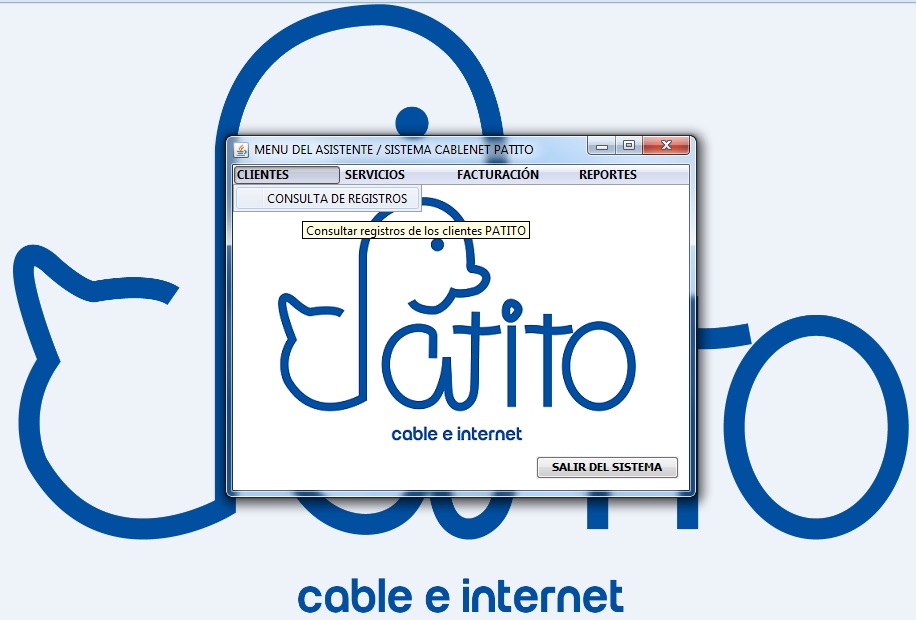 MENU DEL ASISTENTE / SISTEMA CABLENET PATITO
CLIENTES SERVICIOS FACTURACIÓN REPORTES
CONSULTA DE REGISTROS
Consultar registros de los clientes PATITO
Patito
cable e internet
SALIR DEL SISTEMA
cable e internet